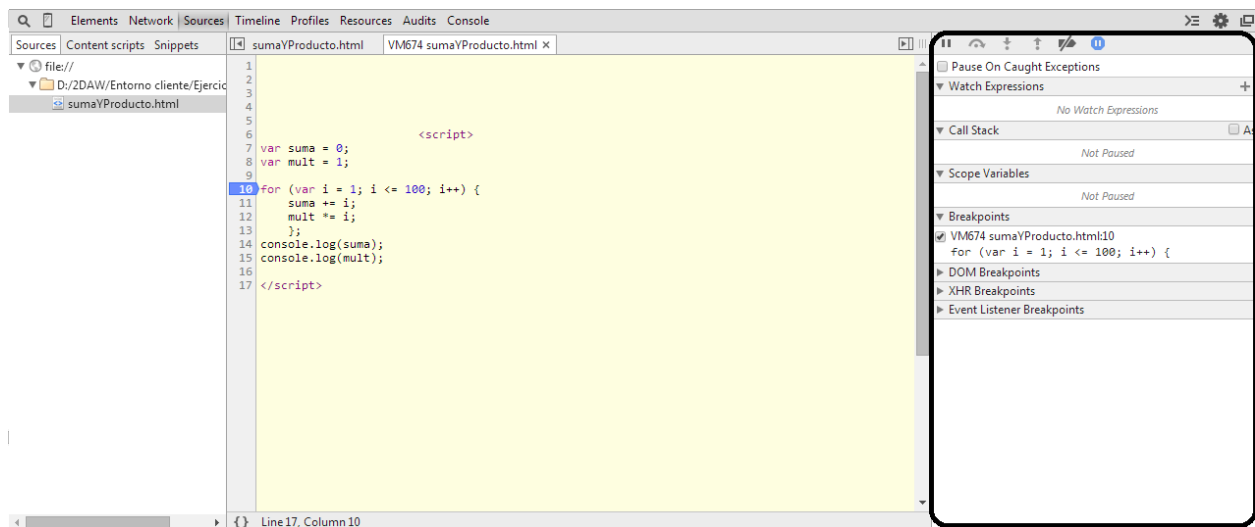 Elements Network Sources Timeline Profiles Resources Audits Console
Sources Content scripts Snippets
file://
D:/2DAW/Entorno cliente/Ejercic
sumaYProducto.html
sumaYProducto.html VM674 sumaYProducto.html ×
1
2
3
4
5
6 <script>
7 var suma = 0;
8 var mult = 1;
9
10 for (var i = 1; i <= 100; i++) {
11 suma += i;
12 mult *= i;
13 };
14 console.log(suma);
15 console.log(mult);
16
17 </script>
{} Line 17, Column 10
Pause On Caught Exceptions
Watch Expressions +
No Watch Expressions
Call Stack As
Not Paused
Scope Variables
Not Paused
Breakpoints
VM674 sumaYProducto.html:10
for (var i = 1; i <= 100; i++) {
DOM Breakpoints
XHR Breakpoints
Event Listener Breakpoints